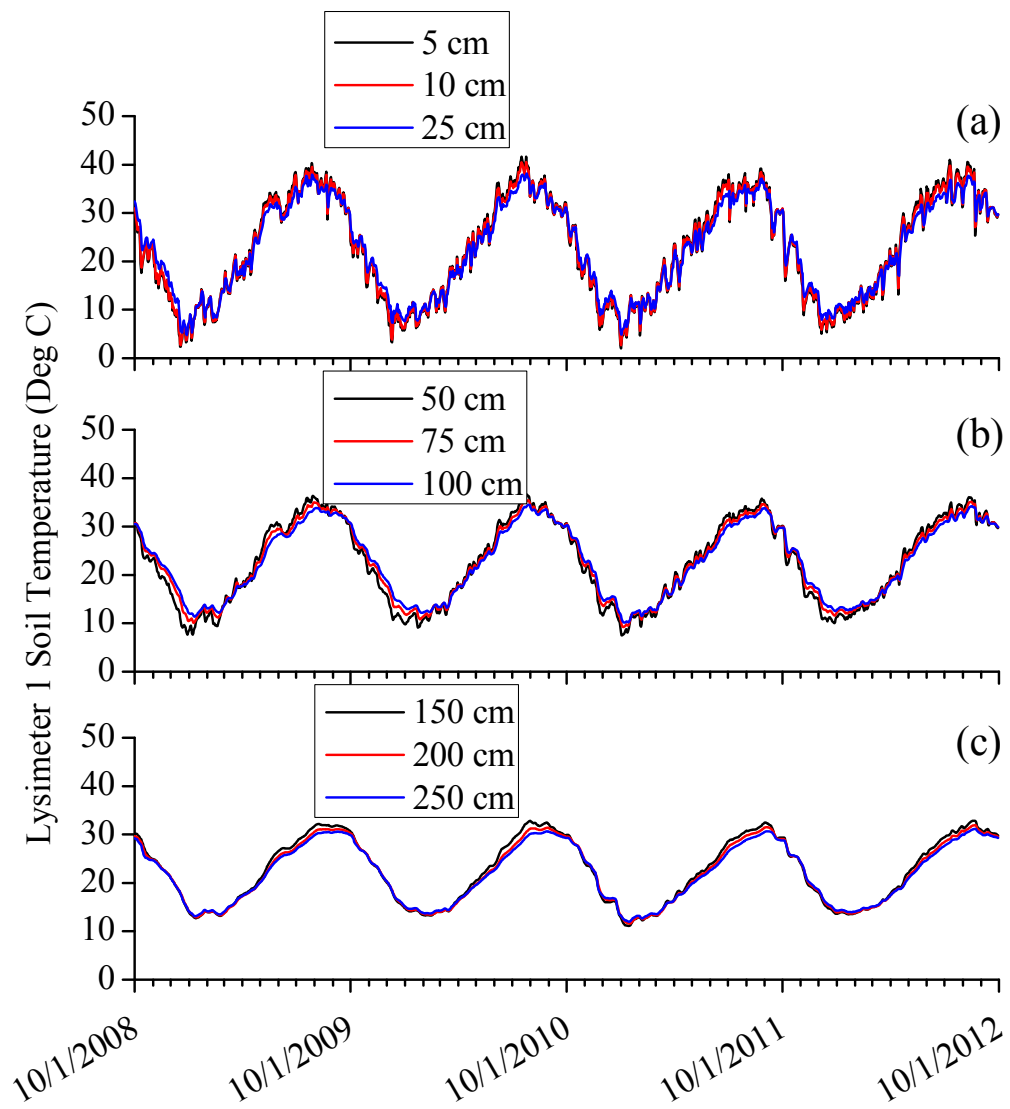 5 cm
10 cm
25 cm
(a)
50
40
30
20
10
0
50 cm
75 cm
100 cm
(b)
50
40
30
20
10
0
150 cm
200 cm
250 cm
(c)
50
40
30
20
10
0
Lysimeter 1 Soil Temperature (Deg C)
10/1/2008
10/1/2009
10/1/2010
10/1/2011
10/1/2012